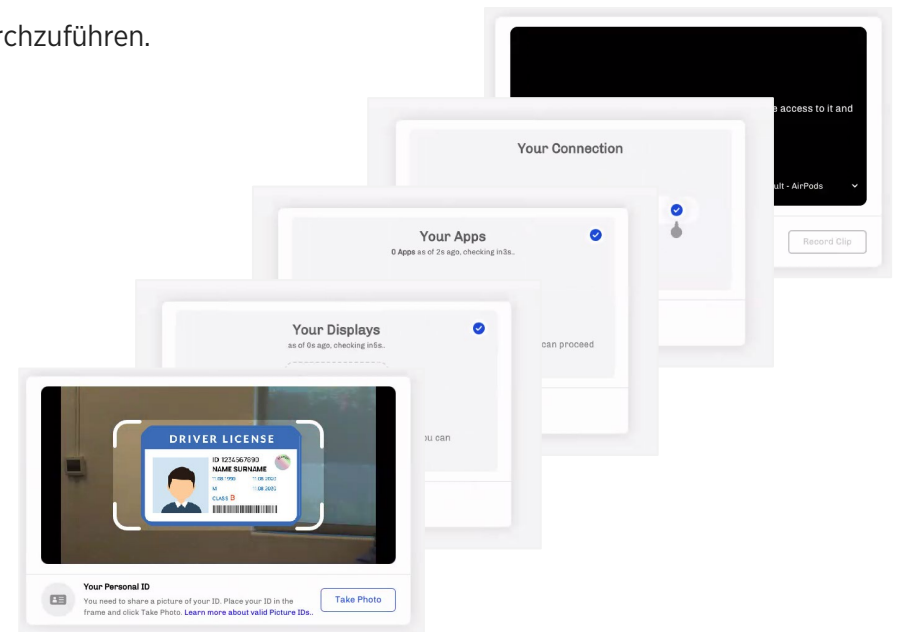 rchzuführen.
e access to it and
ult - AirPods
Record Clip
Your Connection
Your Apps
0 Apps as of 2s ago, checking in3s..
can proceed
Your Displays
as of 0s ago, checking in5s..
ou can
DRIVER LICENSE
ID 1234567890
NAME SURNAME
11.08.1990
M
CLASS B
Your Personal ID
You need to share a picture of your ID. Place your ID in the
frame and click Take Photo. Learn more about valid Picture IDs..
Take Photo